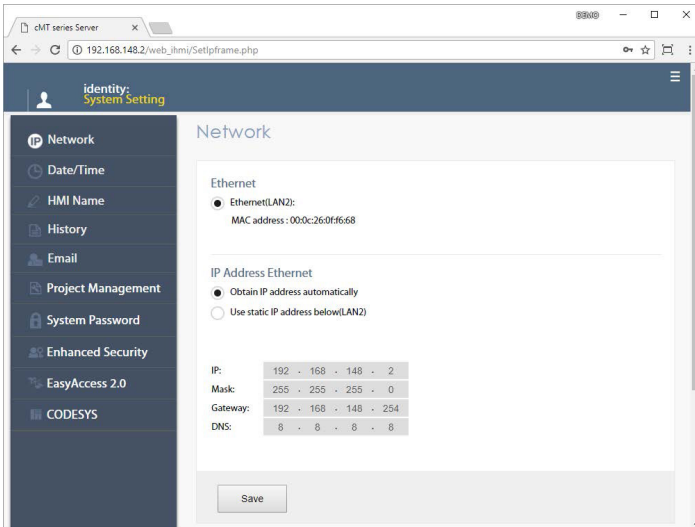 cMT series Server
DEMO
192.168.148.2/web_ihmi/SetIpframe.php
identity:
System Setting
IP Network
Date/Time
HMI Name
History
Email
Project Management
System Password
Enhanced Security
EasyAccess 2.0
CODESYS
Network
Ethernet
Ethernet(LAN2):
MAC address : 00:0c:26:0f:f6:68
IP Address Ethernet
Obtain IP address automatically
Use static IP address below(LAN2)
IP: 192 . 168 . 148 . 2
Mask: 255 . 255 . 255 . 0
Gateway: 192 . 168 . 148 . 254
DNS: 8 . 8 . 8 . 8
Save